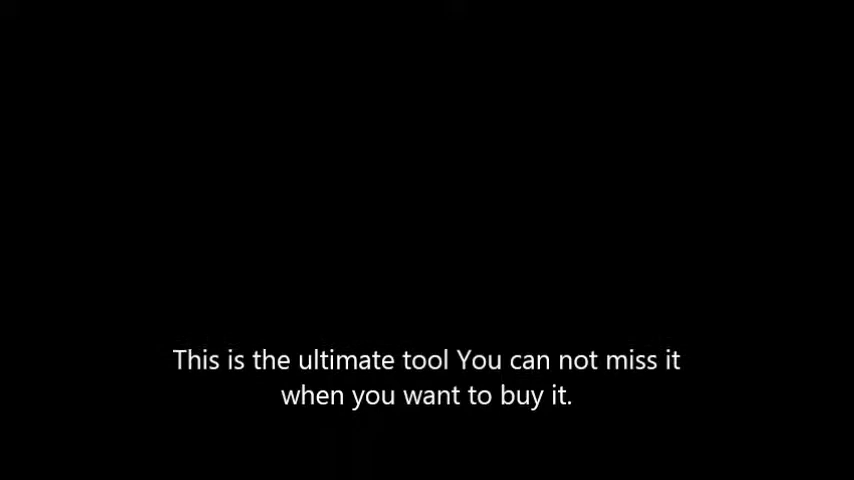 This is the ultimate tool You can not miss it
when you want to buy it.